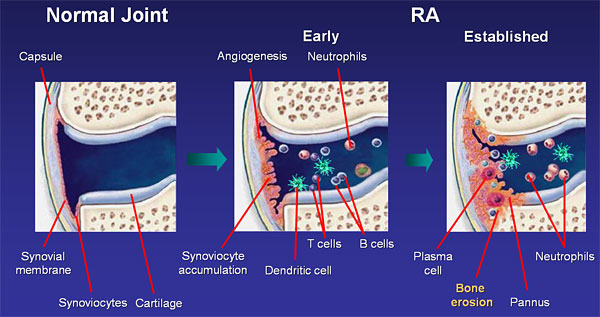 Normal Joint
RA
Early
Established
Capsule
Angiogenesis
Neutrophils
Synovial
membrane
Synoviocytes
Cartilage
Synoviocyte
accumulation
Dendritic cell
T cells
B cells
Plasma
cell
Bone
erosion
Pannus
Neutrophils